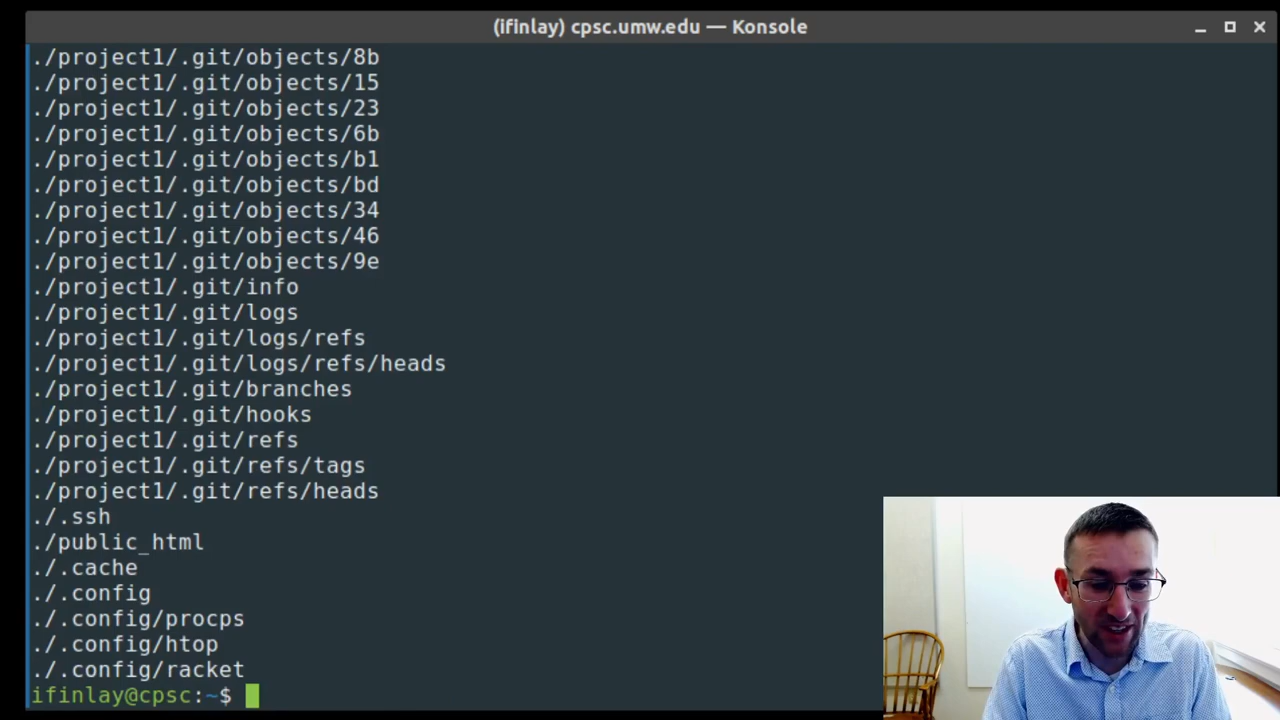 (ifinlay) cpsc.umw.edu — Konsole
./project1/.git/objects/8b
./project1/.git/objects/15
./project1/.git/objects/23
./project1/.git/objects/6b
./project1/.git/objects/b1
./project1/.git/objects/bd
./project1/.git/objects/34
./project1/.git/objects/46
./project1/.git/objects/9e
./project1/.git/info
./project1/.git/logs
./project1/.git/logs/refs
./project1/.git/logs/refs/heads
./project1/.git/branches
./project1/.git/hooks
./project1/.git/refs
./project1/.git/refs/tags
./project1/.git/refs/heads
./.ssh
./public_html
./.cache
./.config
./.config/procps
./.config/htop
./.config/racket
ifinlay@cpsc:~$